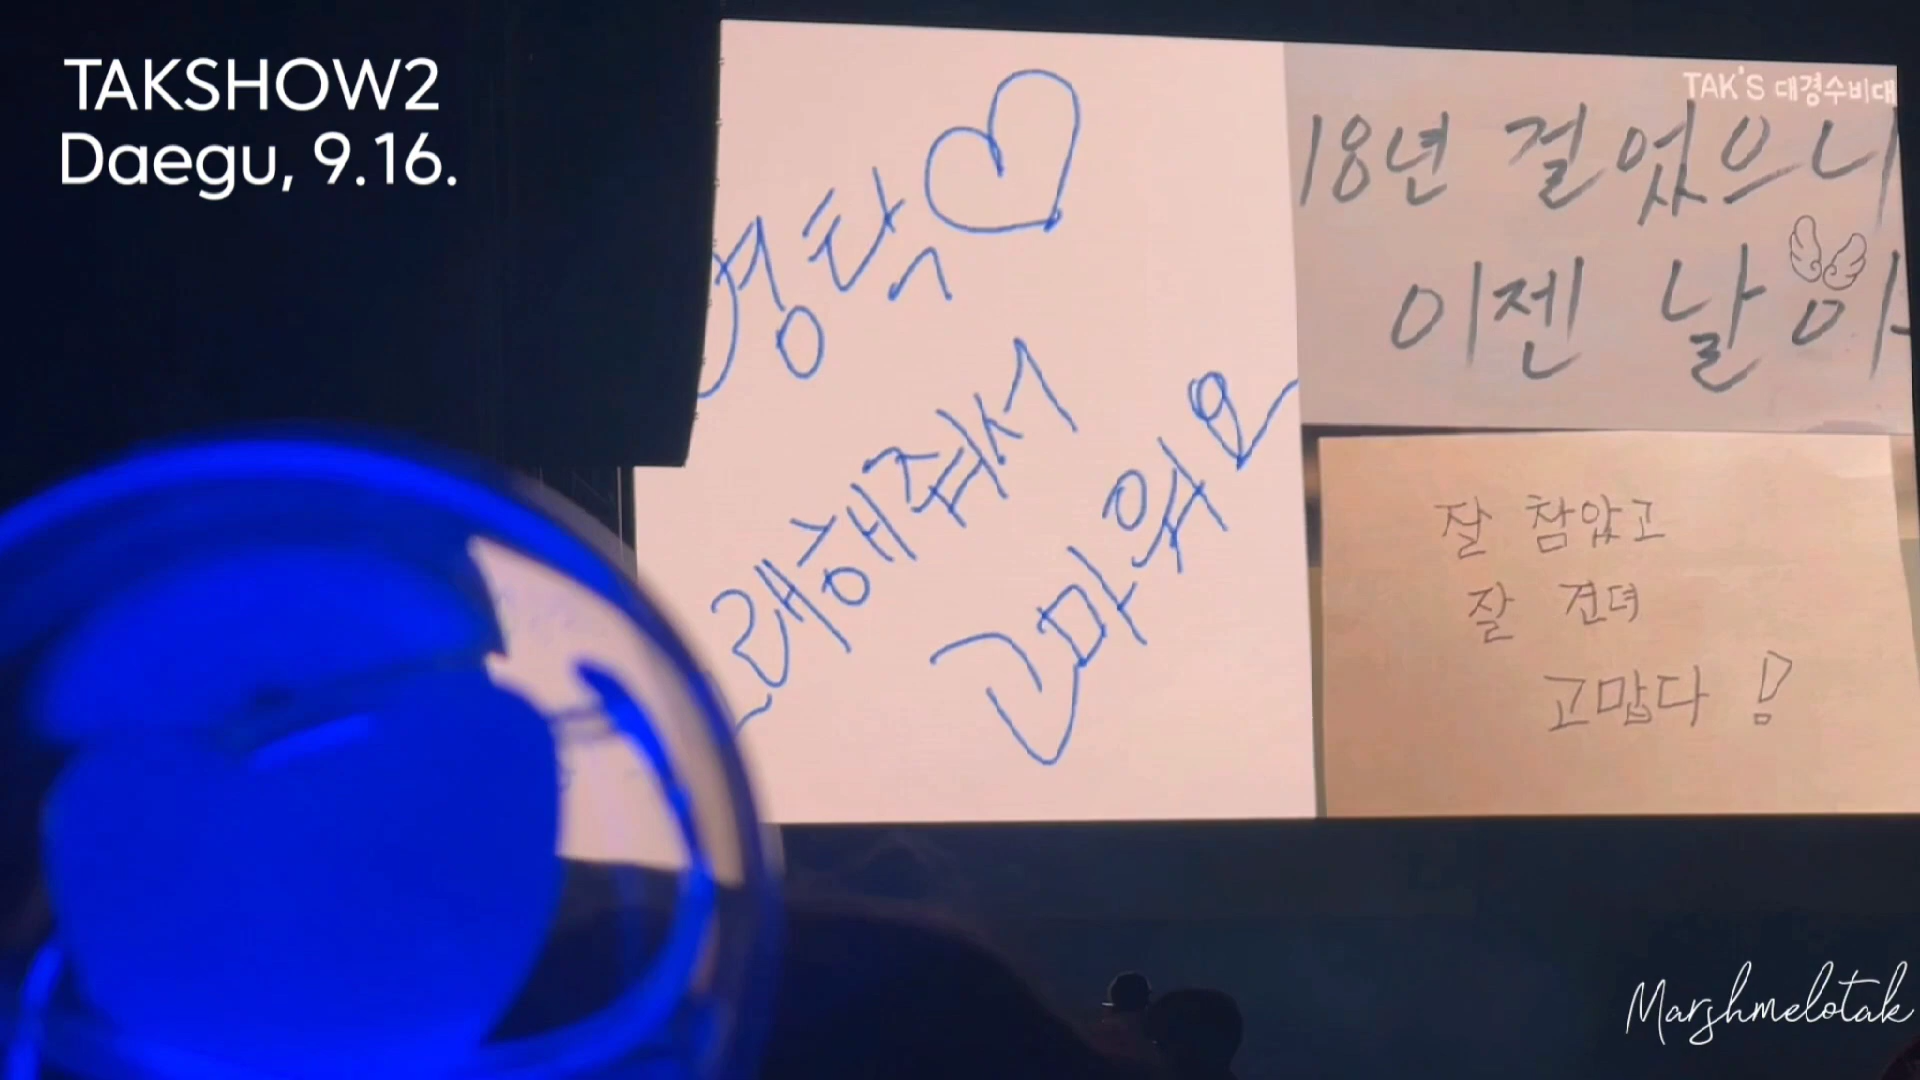 TAKSHOW2
Daegu, 9.16.
영탁♡
노래해줘서
고마워요
TAK'S 대경수비대
18년 걸었으니
이젠 날아
잘 참았고
잘 견뎌
고맙다!
Marshmelotak